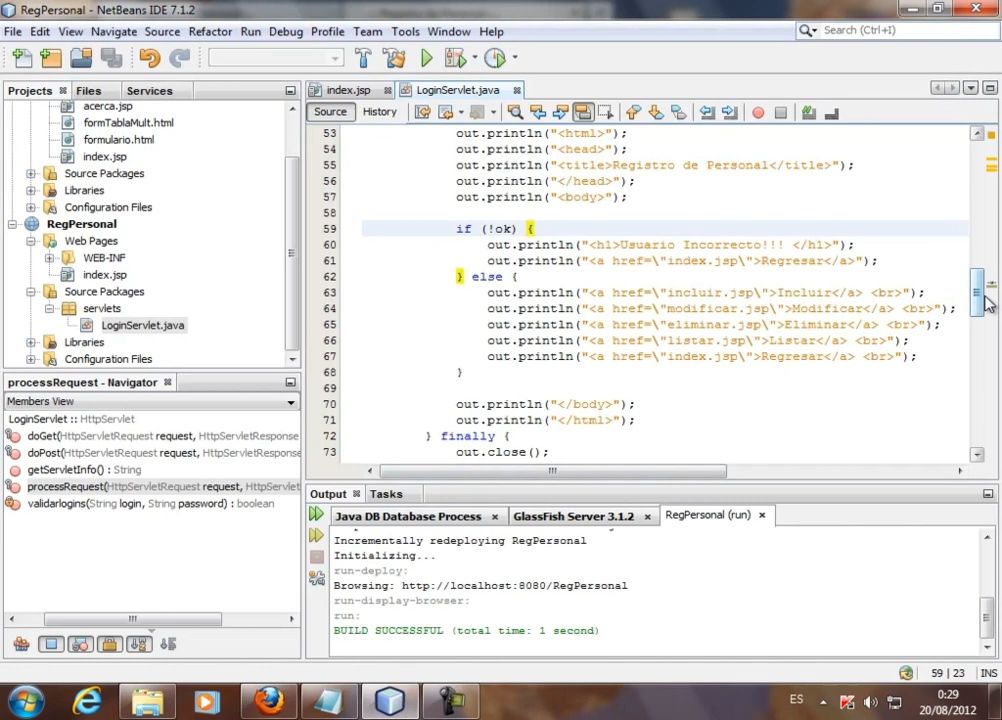 RegPersonal - NetBeans IDE 7.1.2
File Edit View Navigate Source Refactor Run Debug Profile Team Tools Window Help
Search (Ctrl+I)
Projects Files Services
acerca.jsp
formTablaMult.html
formulario.html
index.jsp
Source Packages
Libraries
Configuration Files
RegPersonal
Web Pages
WEB-INF
index.jsp
Source Packages
servlets
LoginServlet.java
Libraries
Configuration Files
processRequest - Navigator
Members View
LoginServlet :: HttpServlet
doGet(HttpServletRequest request, HttpServletResponse
doPost(HttpServletRequest request, HttpServletResponse
getServletInfo() : String
processRequest(HttpServletRequest request, HttpServlet
validarlogins(String login, String password) : boolean
index.jsp LoginServlet.java
Source History
53 out.println("<html>");
54 out.println("<head>");
55 out.println("<title>Registro de Personal</title>");
56 out.println("</head>");
57 out.println("<body>");
58
59 if (!ok) {
60 out.println("<h1>Usuario Incorrecto!!! </h1>");
61 out.println("<a href=\"index.jsp\">Regresar</a>");
62 } else {
63 out.println("<a href=\"incluir.jsp\">Incluir</a> <br>");
64 out.println("<a href=\"modificar.jsp\">Modificar</a> <br>");
65 out.println("<a href=\"eliminar.jsp\">Eliminar</a> <br>");
66 out.println("<a href=\"listar.jsp\">Listar</a> <br>");
67 out.println("<a href=\"index.jsp\">Regresar</a> <br>");
68 }
69
70 out.println("</body>");
71 out.println("</html>");
72 } finally {
73 out.close();
Output Tasks
Java DB Database Process GlassFish Server 3.1.2 RegPersonal (run)
Incrementally redeploying RegPersonal
Initializing...
run-deploy:
Browsing: http://localhost:8080/RegPersonal
run-display-browser:
run:
BUILD SUCCESSFUL (total time: 1 second)
59 | 23 INS
ES
0:29
20/08/2012